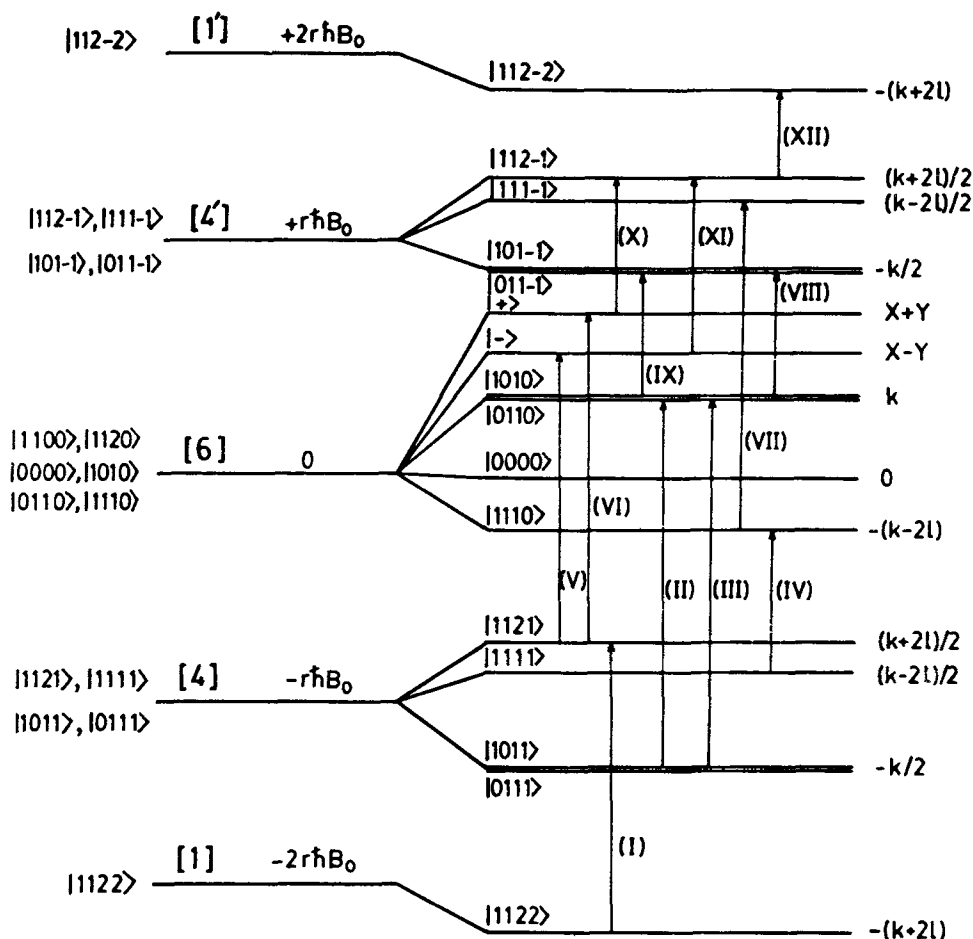 |112-2⟩ [1′] +2rħB₀
|112-2⟩ -(k+2l)
(XII)
|112-1⟩ (k+2l)/2
|111-1⟩ (k-2l)/2
|112-1⟩,|111-1⟩ [4′] +rħB₀
(X) (XI)
|101-1⟩,|011-1⟩
|101-1⟩ -k/2
|011-1⟩ (VIII)
|+⟩ X+Y
|-⟩ X-Y
(IX)
|1010⟩ k
|0110⟩
|1100⟩,|1120⟩ [6] 0
|0000⟩,|1010⟩
|0110⟩,|1110⟩
(VII)
|0000⟩ 0
(VI)
|1110⟩ -(k-2l)
(V) (II) (III) (IV)
|1121⟩ (k+2l)/2
|1111⟩ (k-2l)/2
|1121⟩,|1111⟩ [4] -rħB₀
|1011⟩,|0111⟩
|1011⟩ -k/2
|0111⟩
(I)
|1122⟩ [1] -2rħB₀
|1122⟩ -(k+2l)